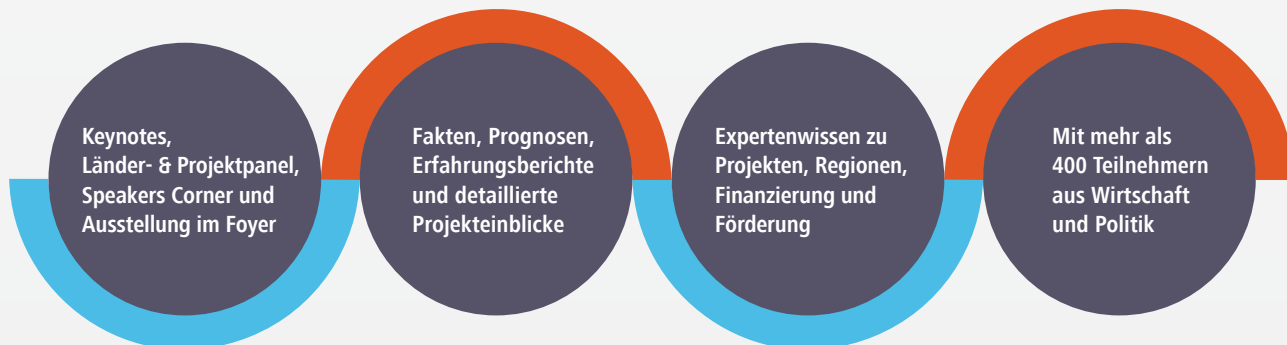 Keynotes,
Länder- & Projektpanel,
Speakers Corner und
Ausstellung im Foyer
Fakten, Prognosen,
Erfahrungsberichte
und detaillierte
Projekteinblicke
Expertenwissen zu
Projekten, Regionen,
Finanzierung und
Förderung
Mit mehr als
400 Teilnehmern
aus Wirtschaft
und Politik